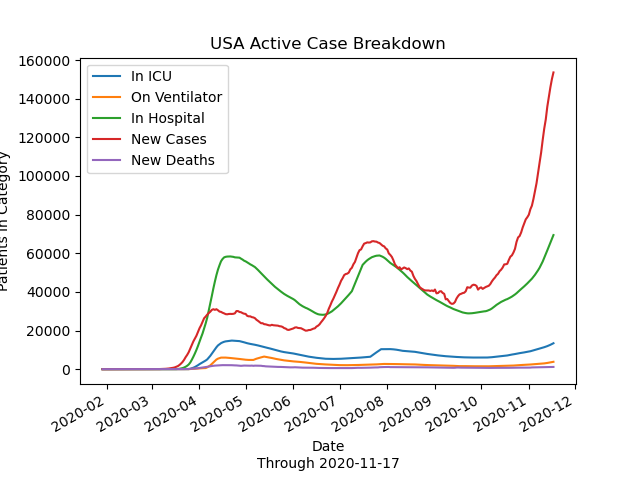 USA Active Case Breakdown
160000
140000
120000
100000
80000
60000
40000
20000
0
Patients in Category
In ICU
On Ventilator
In Hospital
New Cases
New Deaths
2020-02
2020-03
2020-04
2020-05
2020-06
2020-07
2020-08
2020-09
2020-10
2020-11
2020-12
Date
Through 2020-11-17